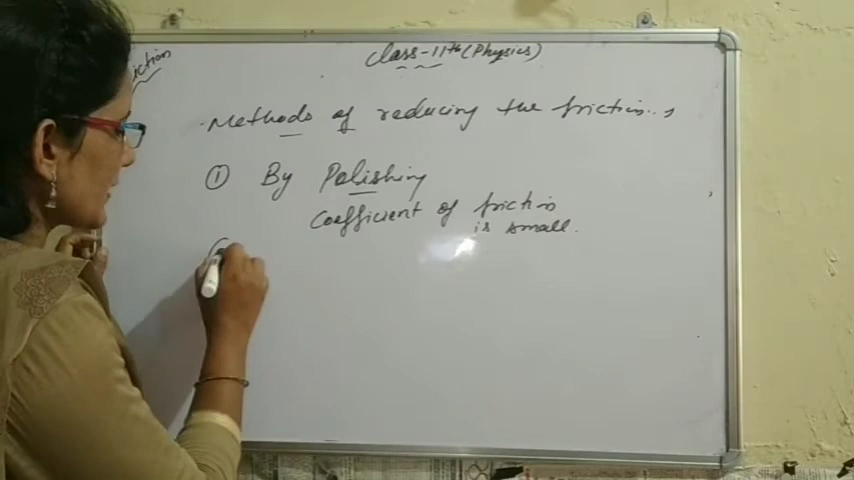 Class-11th (Physics)
Methods of reducing the friction..,
① By Polishing
Coefficient of friction
is small.